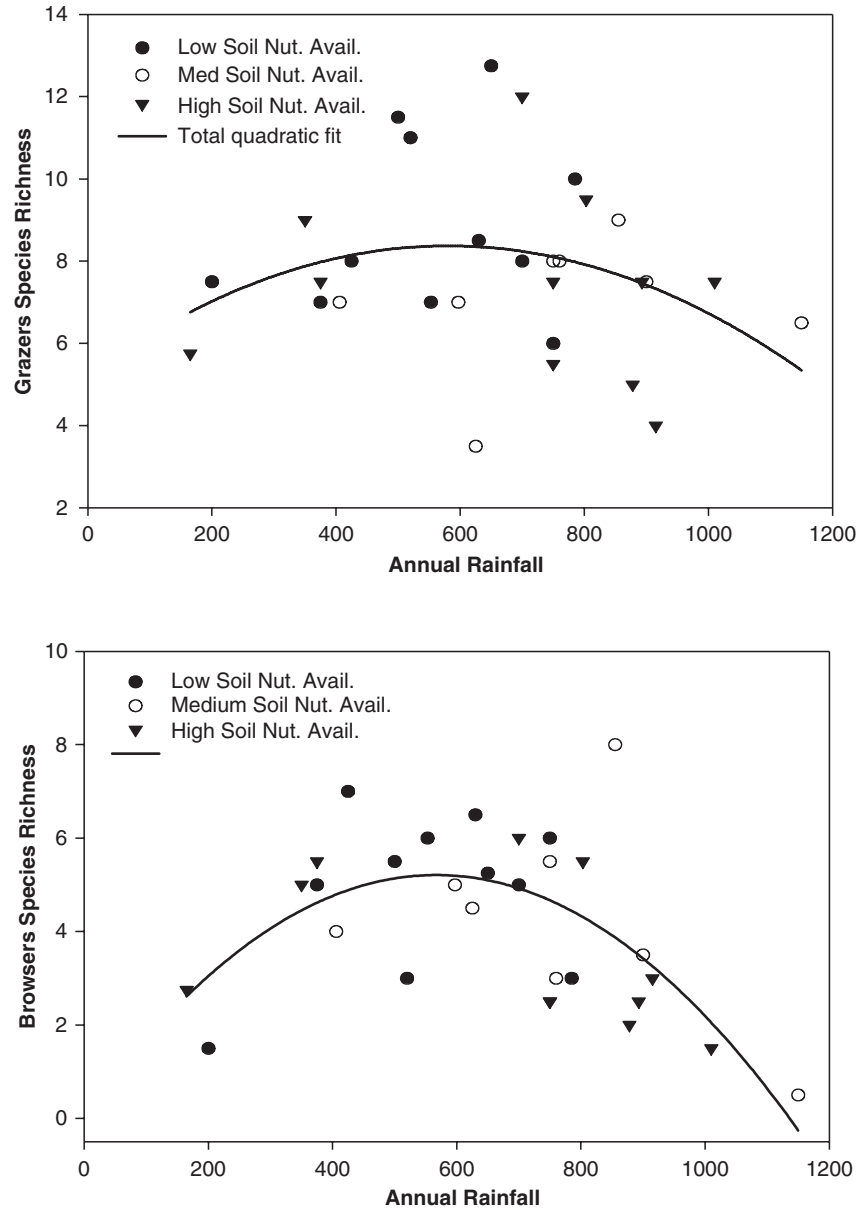 14
12
10
8
6
4
2
Grazers Species Richness
Low Soil Nut. Avail.
Med Soil Nut. Avail.
High Soil Nut. Avail.
Total quadratic fit
0 200 400 600 800 1000 1200
Annual Rainfall
10
8
6
4
2
0
Browsers Species Richness
Low Soil Nut. Avail.
Medium Soil Nut. Avail.
High Soil Nut. Avail.
0 200 400 600 800 1000 1200
Annual Rainfall